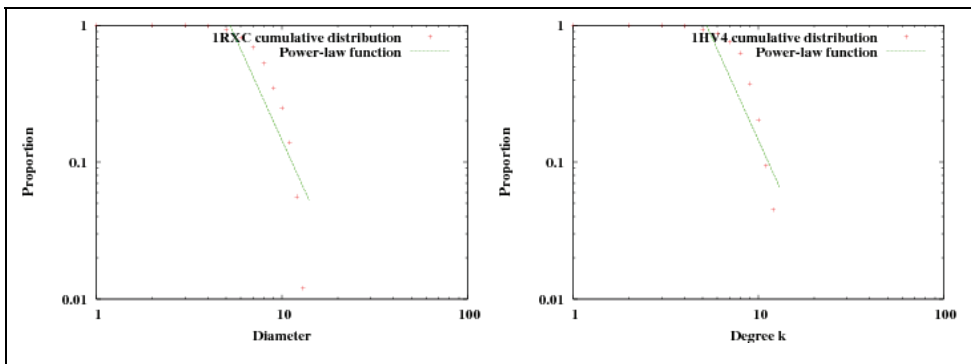 1
1RXC cumulative distribution
Power-law function
Proportion
0.1
0.01
1
10
100
Diameter
1
1HV4 cumulative distribution
Power-law function
Proportion
0.1
0.01
1
10
100
Degree k